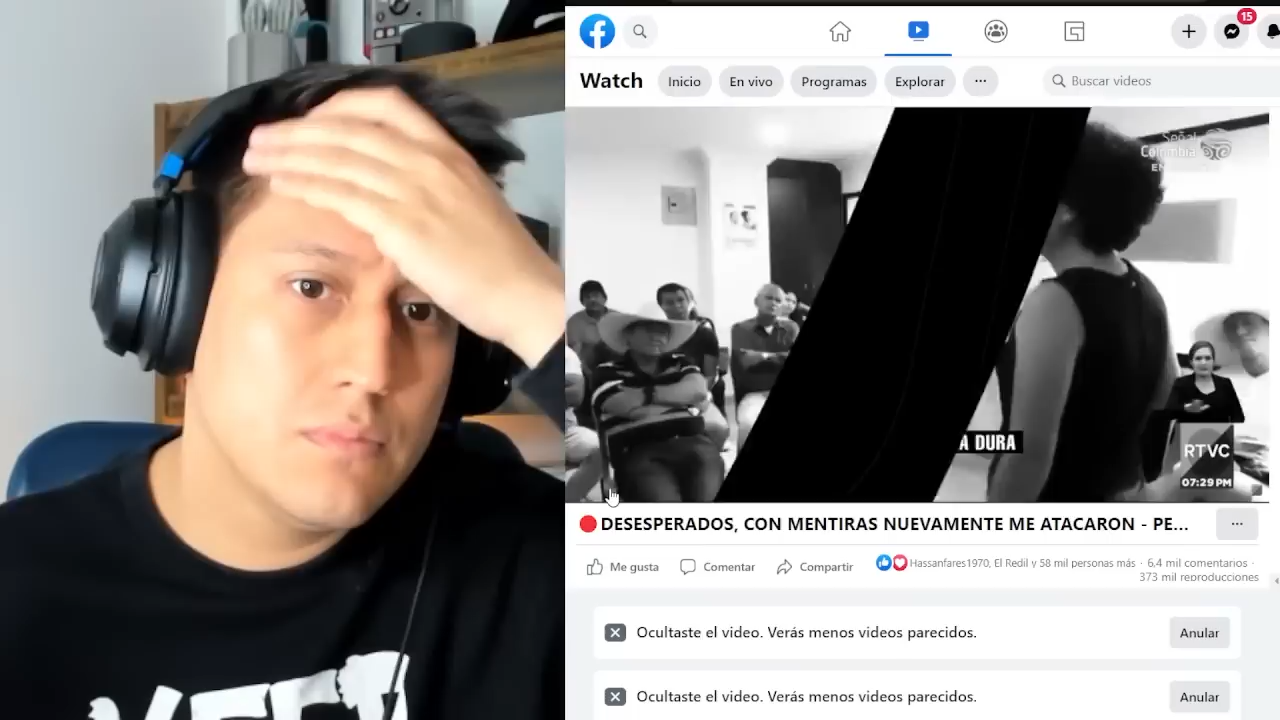 15
Watch
Inicio
En vivo
Programas
Explorar
Buscar videos
Señal
Colombia
EN
A DURA
RTVC
07:29 PM
DESESPERADOS, CON MENTIRAS NUEVAMENTE ME ATACARON - PE...
Me gusta
Comentar
Compartir
Hassanfares1970, El Redil y 58 mil personas más · 6.4 mil comentarios ·
373 mil reproducciones
Ocultaste el video. Verás menos videos parecidos.
Anular
Ocultaste el video. Verás menos videos parecidos.
Anular